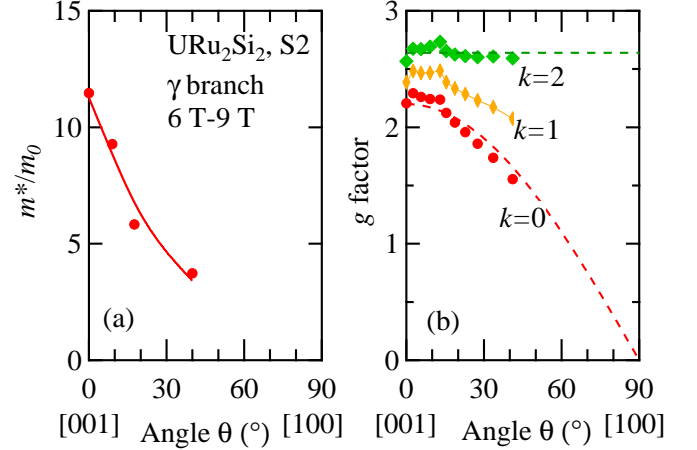 15
10
5
0
m*/m₀
URu₂Si₂, S2
γ branch
6 T-9 T
(a)
0 30 60 90
[001] Angle θ (°) [100]
3
2
1
0
g factor
k=2
k=1
k=0
(b)
0 30 60 90
[001] Angle θ (°) [100]